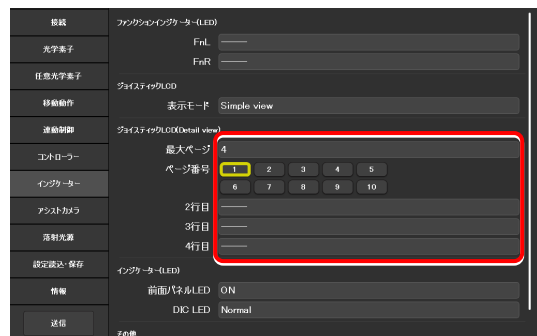 接続
光学素子
任意光学素子
移動動作
連動制御
コントローラー
インジケーター
アシストカメラ
落射光源
設定読込・保存
情報
送信
ファンクションインジケーター(LED)
FnL ―――
FnR ―――
ジョイスティックLCD
表示モード Simple view
ジョイスティックLCD(Detail view)
最大ページ 4
ページ番号 1 2 3 4 5
6 7 8 9 10
2行目 ―――
3行目 ―――
4行目 ―――
インジケーター(LED)
前面パネルLED ON
DIC LED Normal
その他